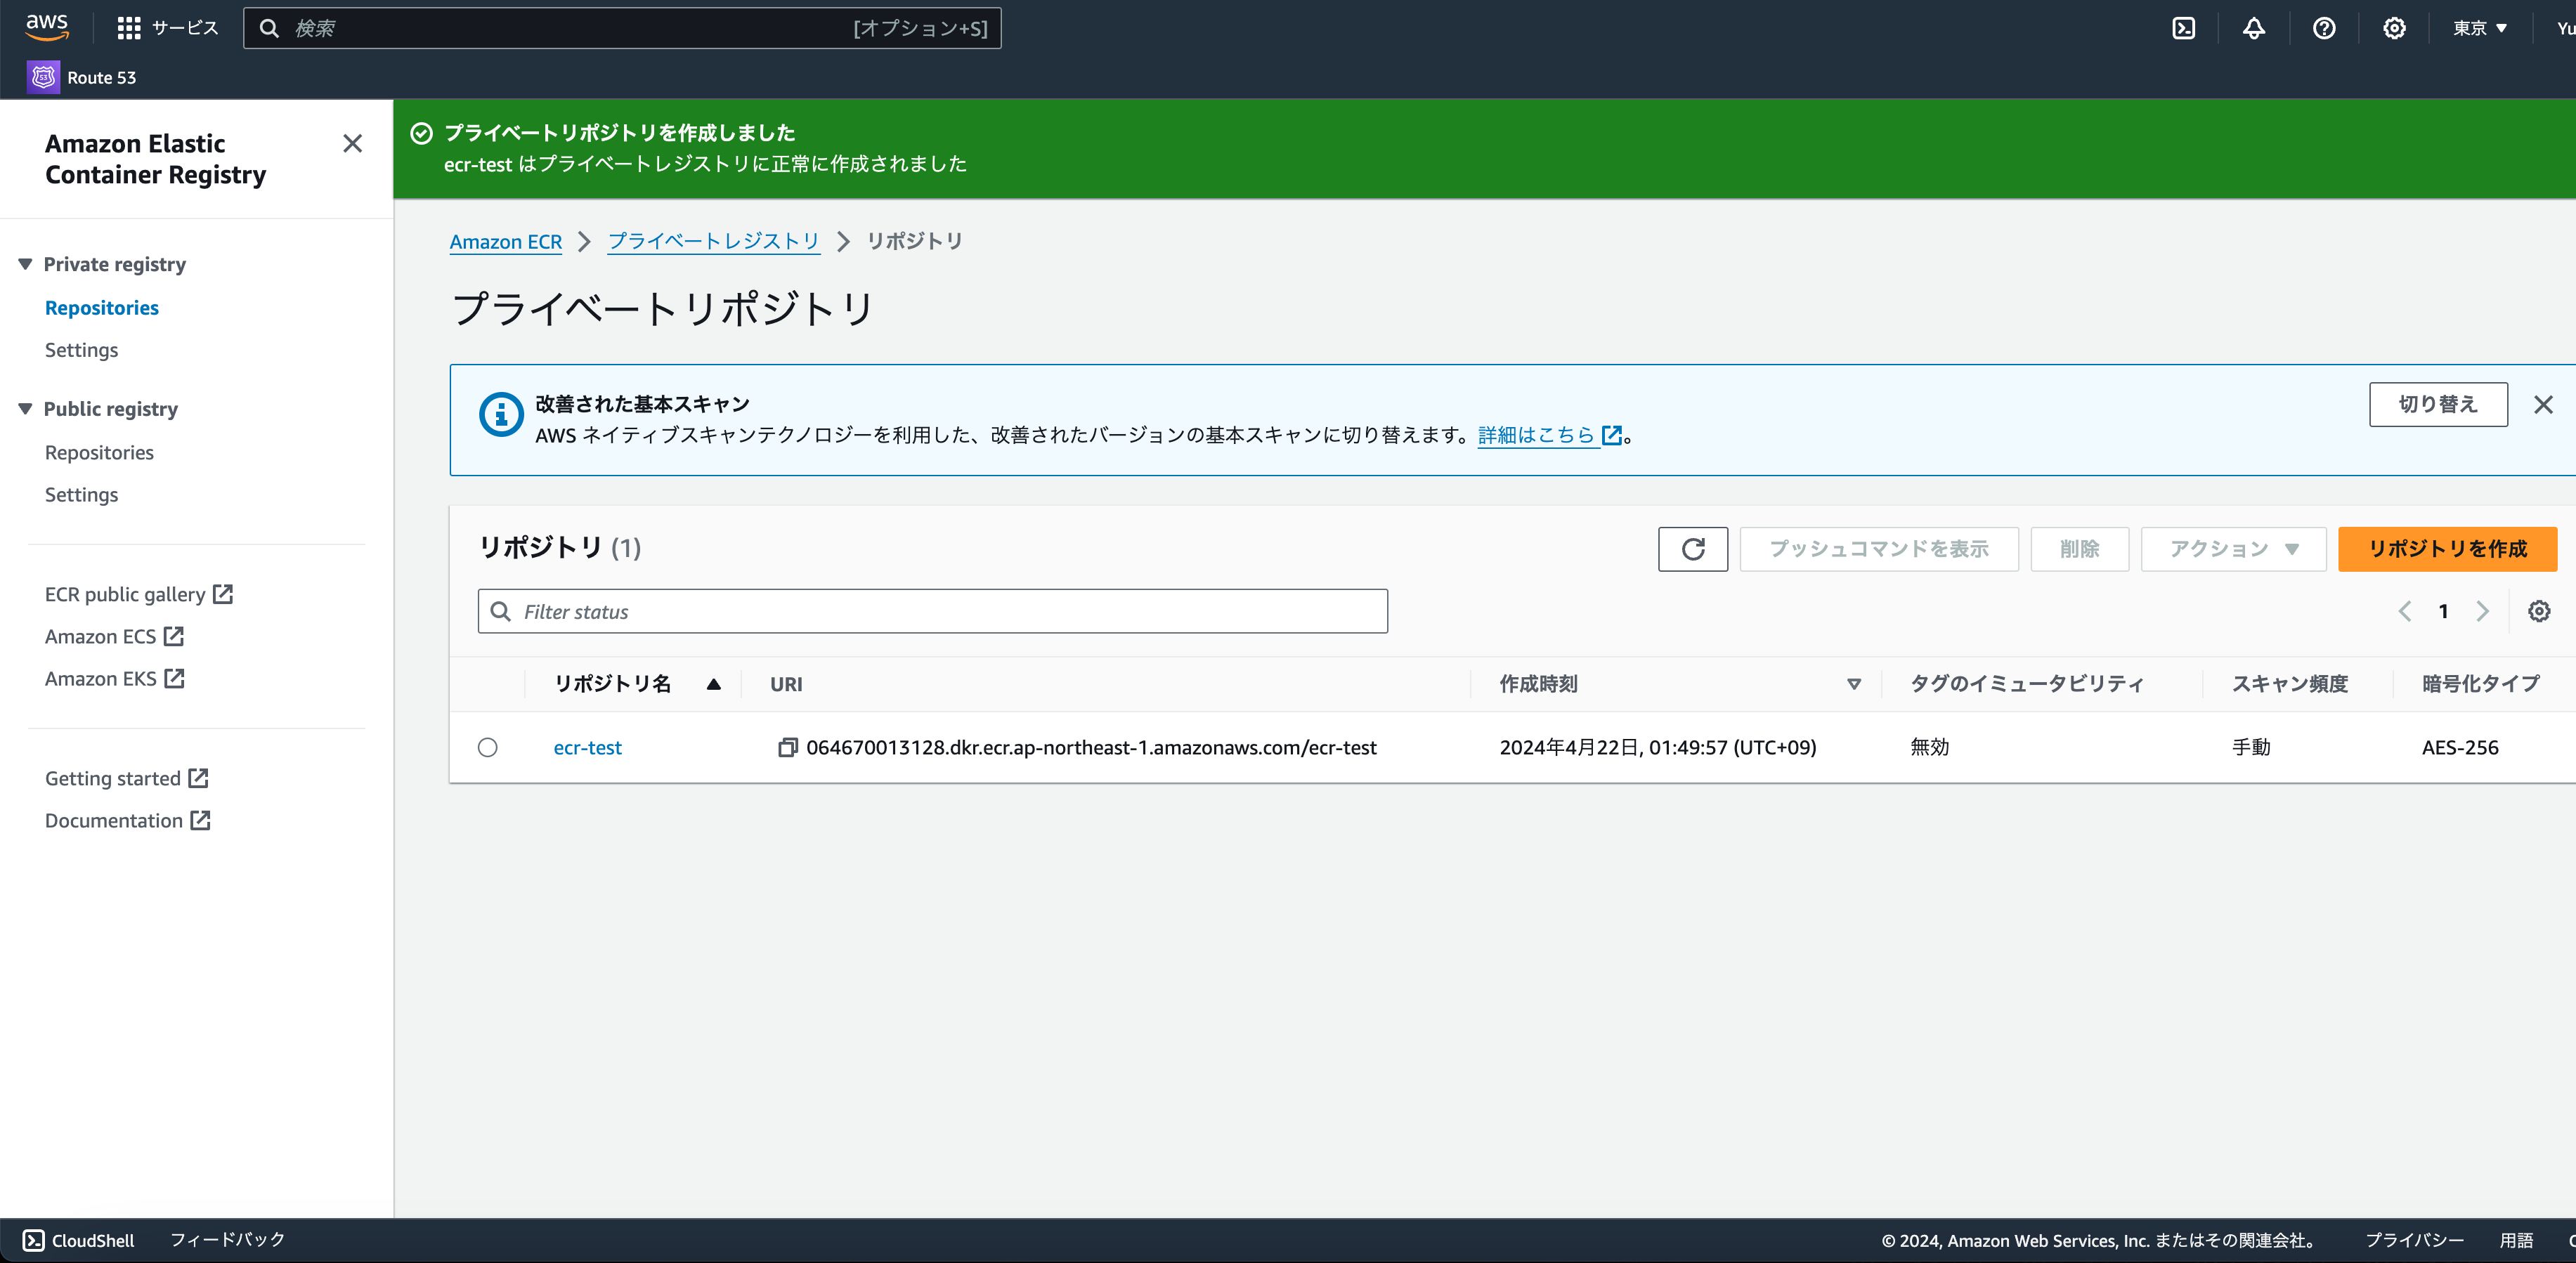 aws
サービス
検索
[オプション+S]
東京
Yu
Route 53
Amazon Elastic
Container Registry
Private registry
Repositories
Settings
Public registry
Repositories
Settings
ECR public gallery
Amazon ECS
Amazon EKS
Getting started
Documentation
プライベートリポジトリを作成しました
ecr-test はプライベートレジストリに正常に作成されました
Amazon ECR
プライベートレジストリ
リポジトリ
プライベートリポジトリ
改善された基本スキャン
AWS ネイティブスキャンテクノロジーを利用した、改善されたバージョンの基本スキャンに切り替えます。詳細はこちら。
切り替え
リポジトリ (1)
プッシュコマンドを表示
削除
アクション
リポジトリを作成
Filter status
1
リポジトリ名
URI
作成時刻
タグのイミュータビリティ
スキャン頻度
暗号化タイプ
ecr-test
064670013128.dkr.ecr.ap-northeast-1.amazonaws.com/ecr-test
2024年4月22日, 01:49:57 (UTC+09)
無効
手動
AES-256
CloudShell
フィードバック
© 2024, Amazon Web Services, Inc. またはその関連会社。
プライバシー
用語